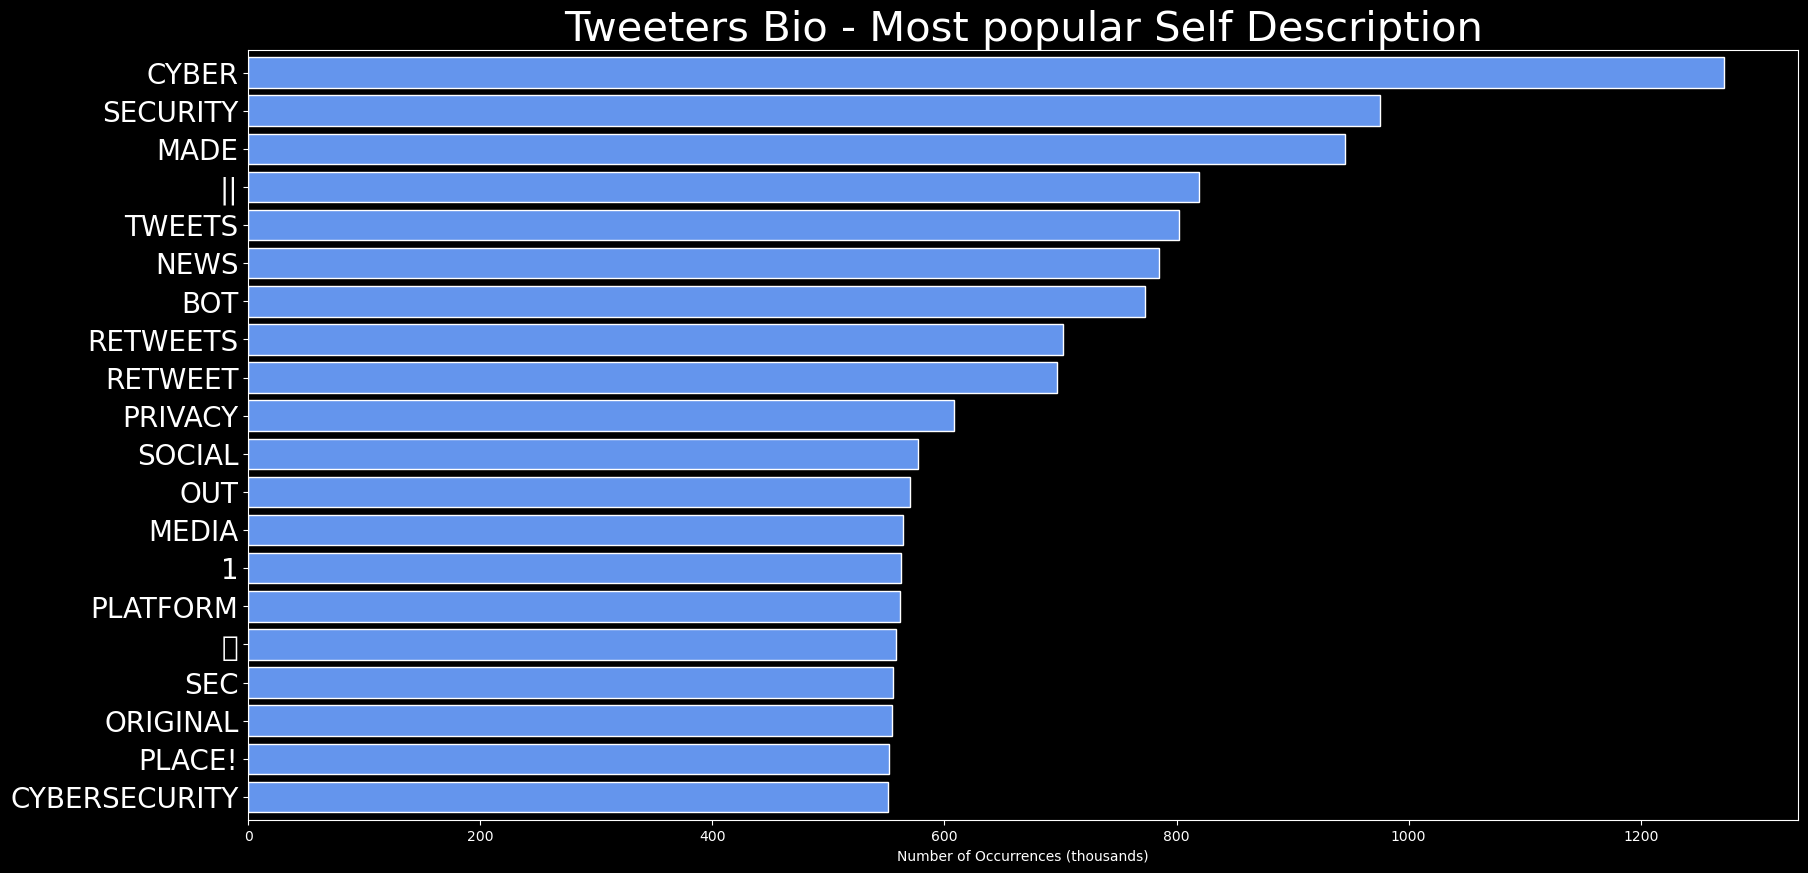 Tweeters Bio - Most popular Self Description
CYBER
SECURITY
MADE
||
TWEETS
NEWS
BOT
RETWEETS
RETWEET
PRIVACY
SOCIAL
OUT
MEDIA
1
PLATFORM
▯
SEC
ORIGINAL
PLACE!
CYBERSECURITY
0 200 400 600 800 1000 1200
Number of Occurrences (thousands)